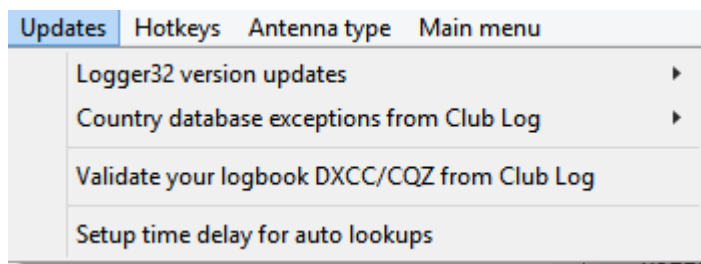 Updates Hotkeys Antenna type Main menu
Logger32 version updates
Country database exceptions from Club Log
Validate your logbook DXCC/CQZ from Club Log
Setup time delay for auto lookups